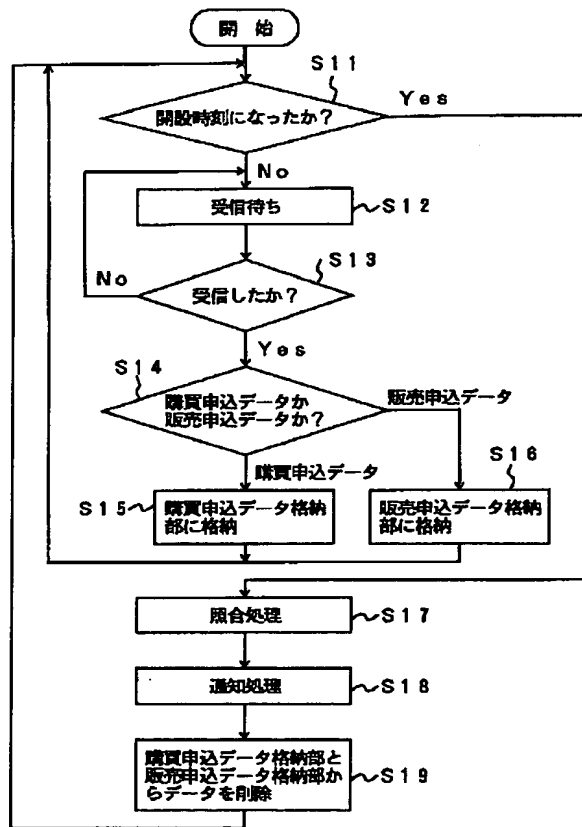 開 始
S11
開設時刻になったか?
Yes
No
受信待ち
S12
S13
受信したか?
No
Yes
S14
購買申込データか
販売申込データか?
販売申込データ
購買申込データ
S15
購買申込データ格納
部に格納
S16
販売申込データ格納
部に格納
照合処理
S17
通知処理
S18
購買申込データ格納部と
販売申込データ格納部か
らデータを削除
S19